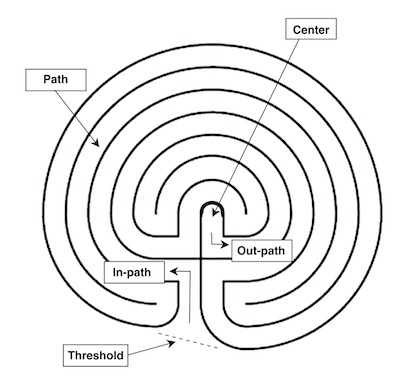 Center
Path
Out-path
In-path
Threshold